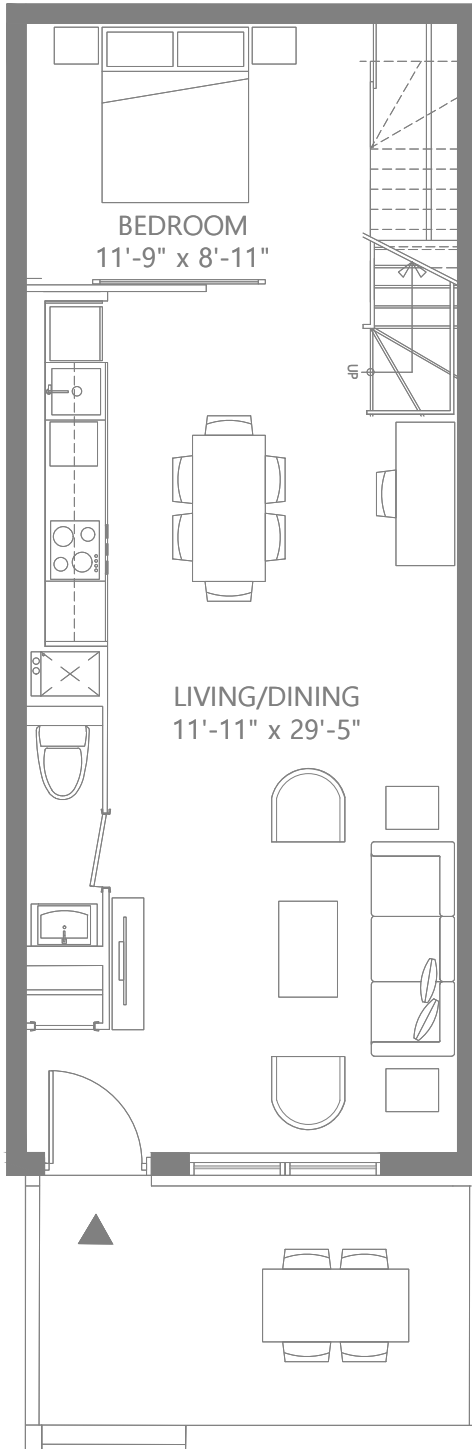 BEDROOM
11'-9" x 8'-11"
UP
LIVING/DINING
11'-11" x 29'-5"